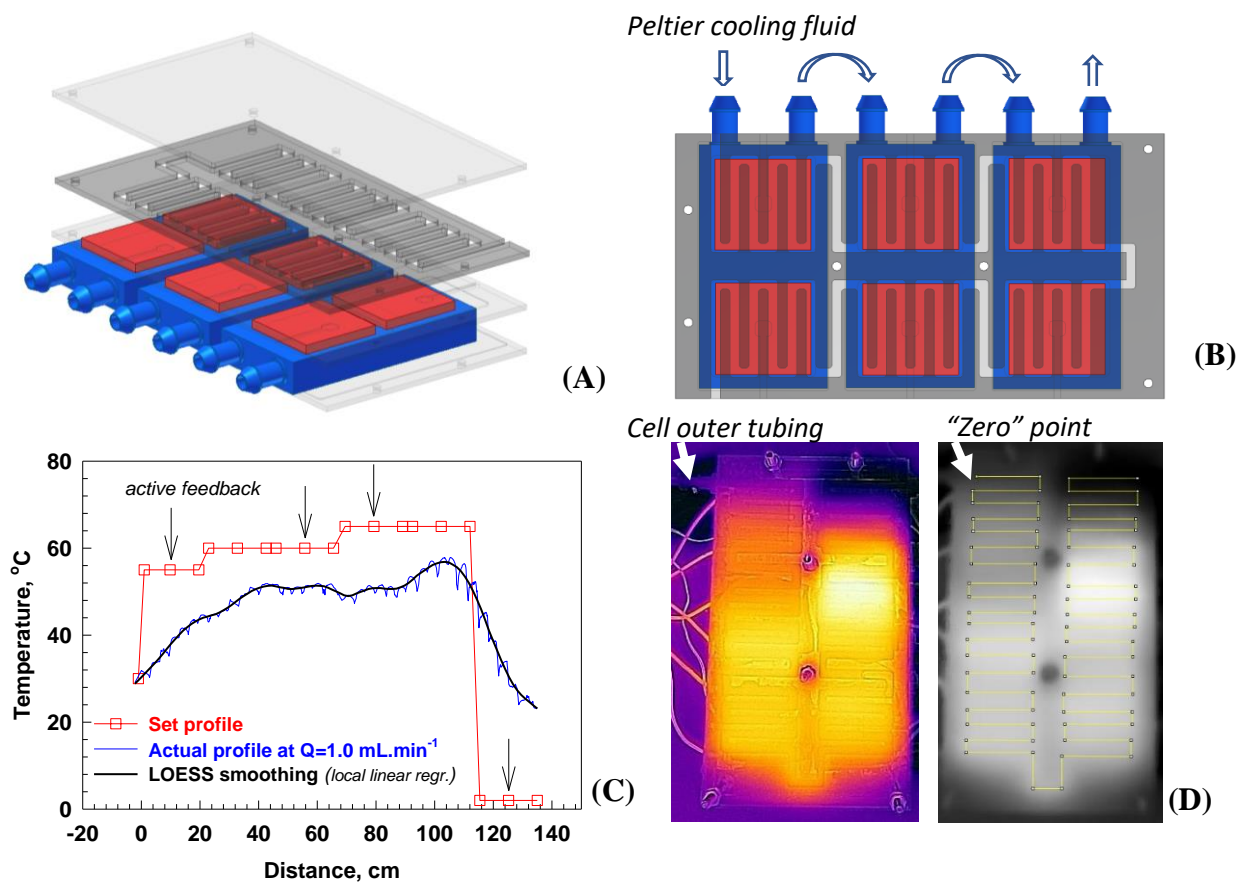 Peltier cooling fluid
(A)
(B)
Cell outer tubing
"Zero" point
80
60
40
20
0
Temperature, °C
active feedback
Set profile
Actual profile at Q=1.0 mL.min⁻¹
LOESS smoothing (local linear regr.)
-20 0 20 40 60 80 100 120 140
Distance, cm
(C)
(D)